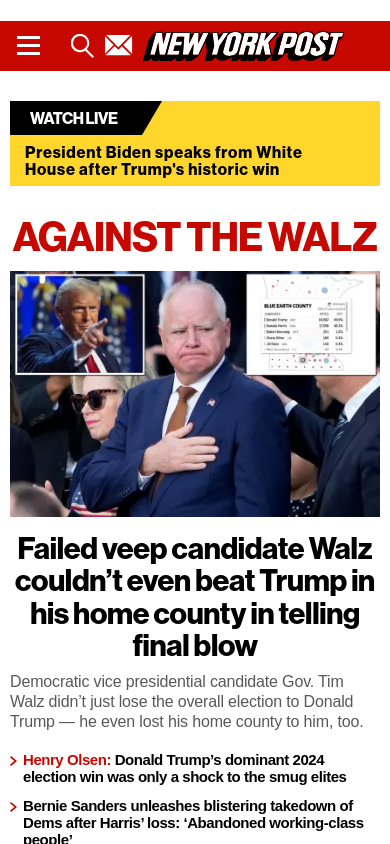 NEW YORK POST
WATCH LIVE
President Biden speaks from White
House after Trump's historic win
AGAINST THE WALZ
BLUE EARTH COUNTY
Failed veep candidate Walz
couldn’t even beat Trump in
his home county in telling
final blow
Democratic vice presidential candidate Gov. Tim
Walz didn’t just lose the overall election to Donald
Trump — he even lost his home county to him, too.
Henry Olsen: Donald Trump’s dominant 2024
election win was only a shock to the smug elites
Bernie Sanders unleashes blistering takedown of
Dems after Harris’ loss: ‘Abandoned working-class
people’